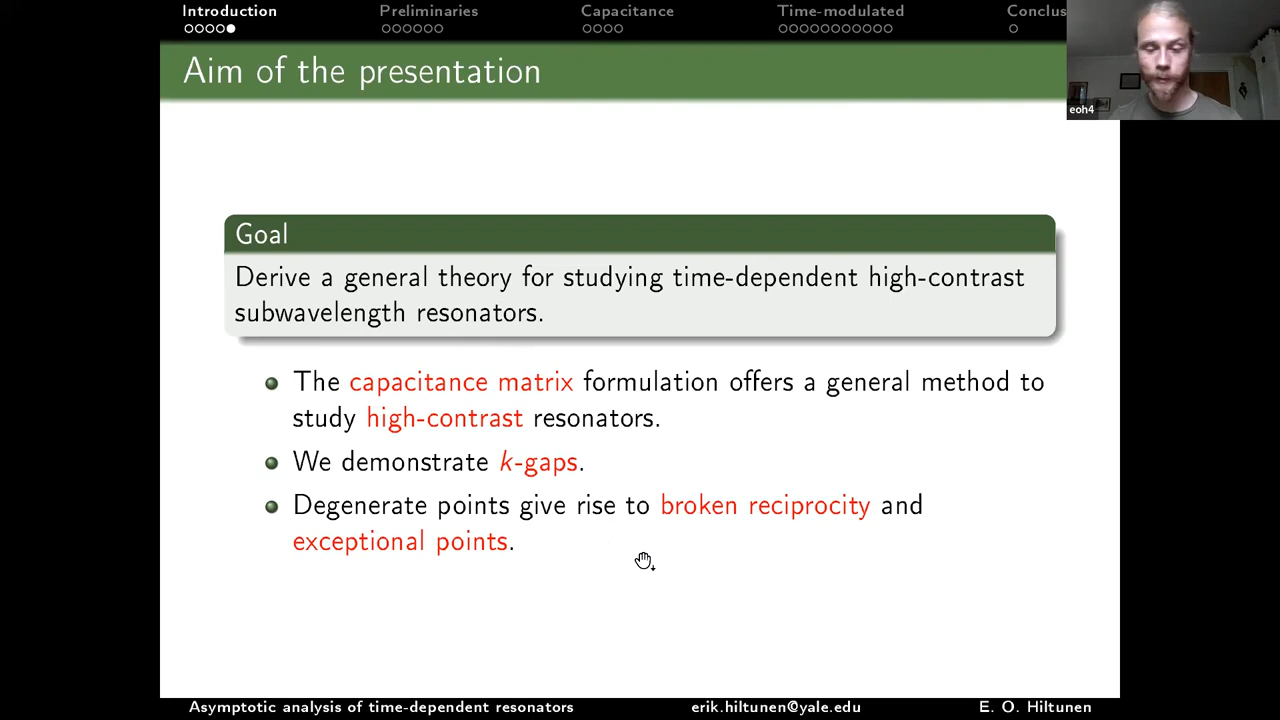 Introduction Preliminaries Capacitance Time-modulated Conclus
Aim of the presentation
eoh4
Goal
Derive a general theory for studying time-dependent high-contrast
subwavelength resonators.
The capacitance matrix formulation offers a general method to
study high-contrast resonators.
We demonstrate k-gaps.
Degenerate points give rise to broken reciprocity and
exceptional points.
Asymptotic analysis of time-dependent resonators erik.hiltunen@yale.edu E. O. Hiltunen